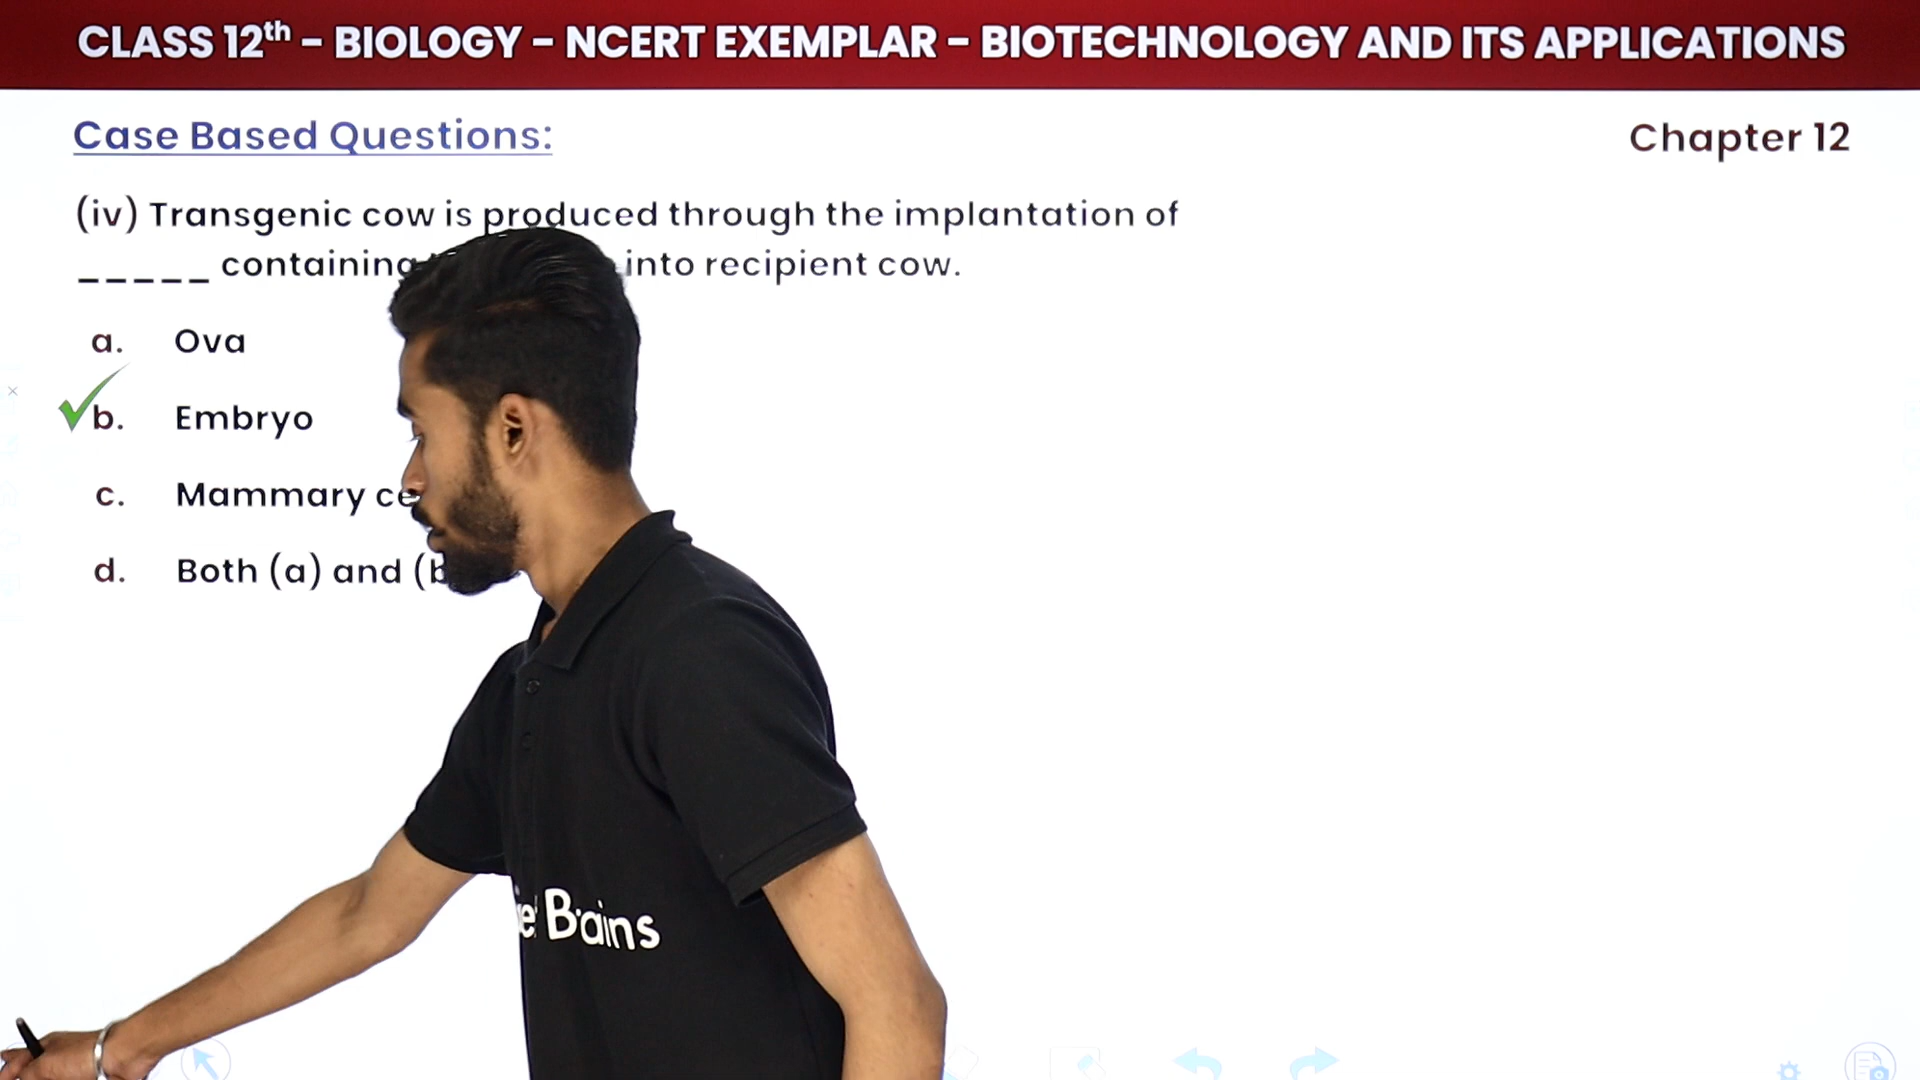 CLASS 12th - BIOLOGY - NCERT EXEMPLAR - BIOTECHNOLOGY AND ITS APPLICATIONS
Case Based Questions:
Chapter 12
(iv) Transgenic cow is produced through the implantation of
_____ containing into recipient cow.
a. Ova
b. Embryo
c. Mammary
d. Both (a) and (b
Brains